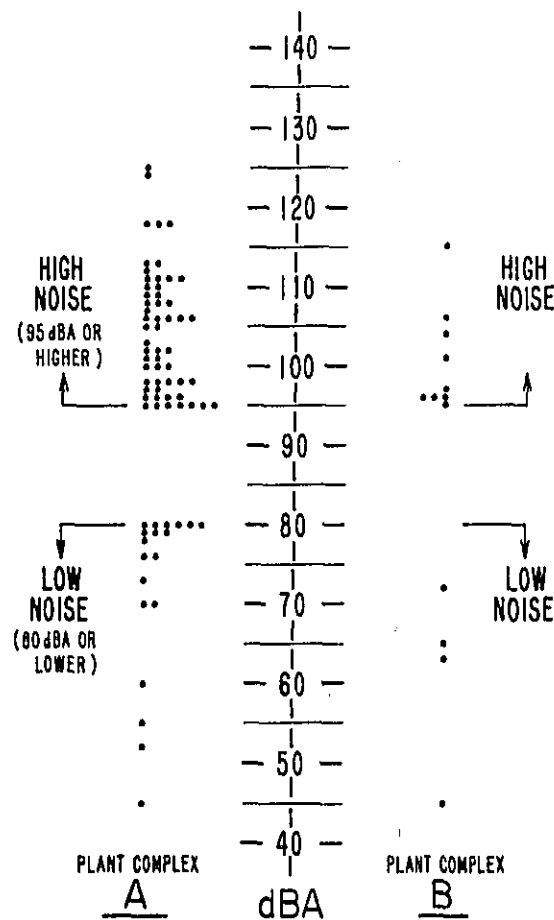 140
130
120
HIGH
NOISE
(95 dBA OR
HIGHER)
110
HIGH
NOISE
100
90
80
LOW
NOISE
(80 dBA OR
LOWER)
70
LOW
NOISE
60
50
40
PLANT COMPLEX
A
dBA
PLANT COMPLEX
B